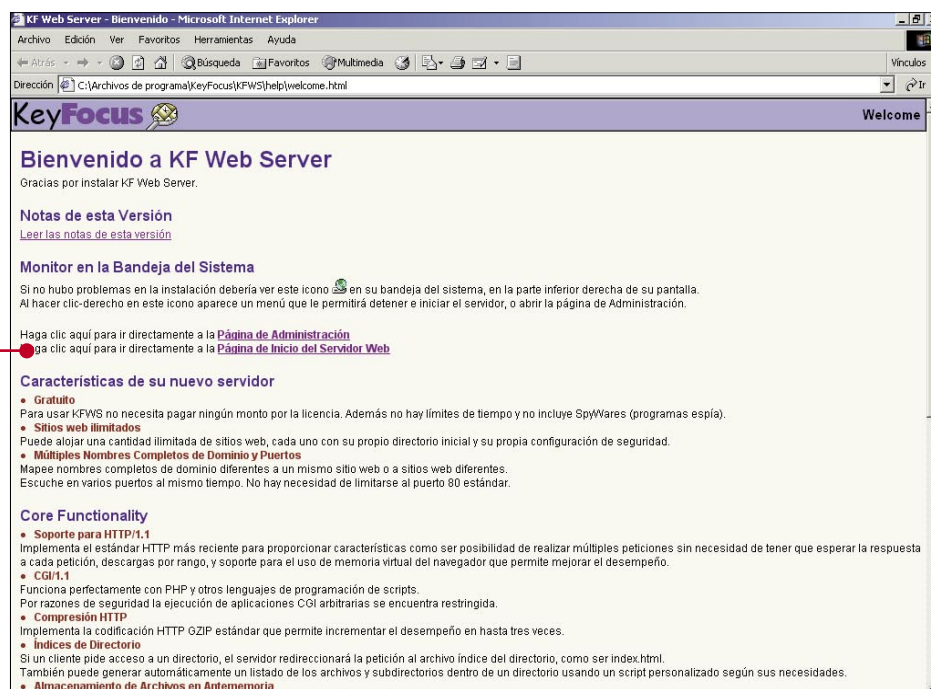 KF Web Server - Bienvenido - Microsoft Internet Explorer
Archivo Edición Ver Favoritos Herramientas Ayuda
Atrás Búsqueda Favoritos Multimedia Vínculos
Dirección C:\Archivos de programa\KeyFocus\KFWS\help\welcome.html Ir
KeyFocus Welcome
Bienvenido a KF Web Server
Gracias por instalar KF Web Server.
Notas de esta Versión
Leer las notas de esta versión
Monitor en la Bandeja del Sistema
Si no hubo problemas en la instalación debería ver este icono en su bandeja del sistema, en la parte inferior derecha de su pantalla.
Al hacer clic-derecho en este icono aparece un menú que le permitirá detener e iniciar el servidor, o abrir la página de Administración.
Haga clic aquí para ir directamente a la Página de Administración
ga clic aquí para ir directamente a la Página de Inicio del Servidor Web
Características de su nuevo servidor
• Gratuito
Para usar KFWS no necesita pagar ningún monto por la licencia. Además no hay límites de tiempo y no incluye SpyWares (programas espía).
• Sitios web ilimitados
Puede alojar una cantidad ilimitada de sitios web, cada uno con su propio directorio inicial y su propia configuración de seguridad.
• Múltiples Nombres Completos de Dominio y Puertos
Mapee nombres completos de dominio diferentes a un mismo sitio web o a sitios web diferentes.
Escuche en varios puertos al mismo tiempo. No hay necesidad de limitarse al puerto 80 estándar.
Core Functionality
• Soporte para HTTP/1.1
Implementa el estándar HTTP más reciente para proporcionar características como ser posibilidad de realizar múltiples peticiones sin necesidad de tener que esperar la respuesta
a cada petición, descargas por rango, y soporte para el uso de memoria virtual del navegador que permite mejorar el desempeño.
• CGI/1.1
Funciona perfectamente con PHP y otros lenguajes de programación de scripts.
Por razones de seguridad la ejecución de aplicaciones CGI arbitrarias se encuentra restringida.
• Compresión HTTP
Implementa la codificación HTTP GZIP estándar que permite incrementar el desempeño en hasta tres veces.
• Índices de Directorio
Si un cliente pide acceso a un directorio, el servidor redireccionará la petición al archivo índice del directorio, como ser index.html.
También puede generar automáticamente un listado de los archivos y subdirectorios dentro de un directorio usando un script personalizado según sus necesidades.
• Almacenamiento de Archivos en Antememoria